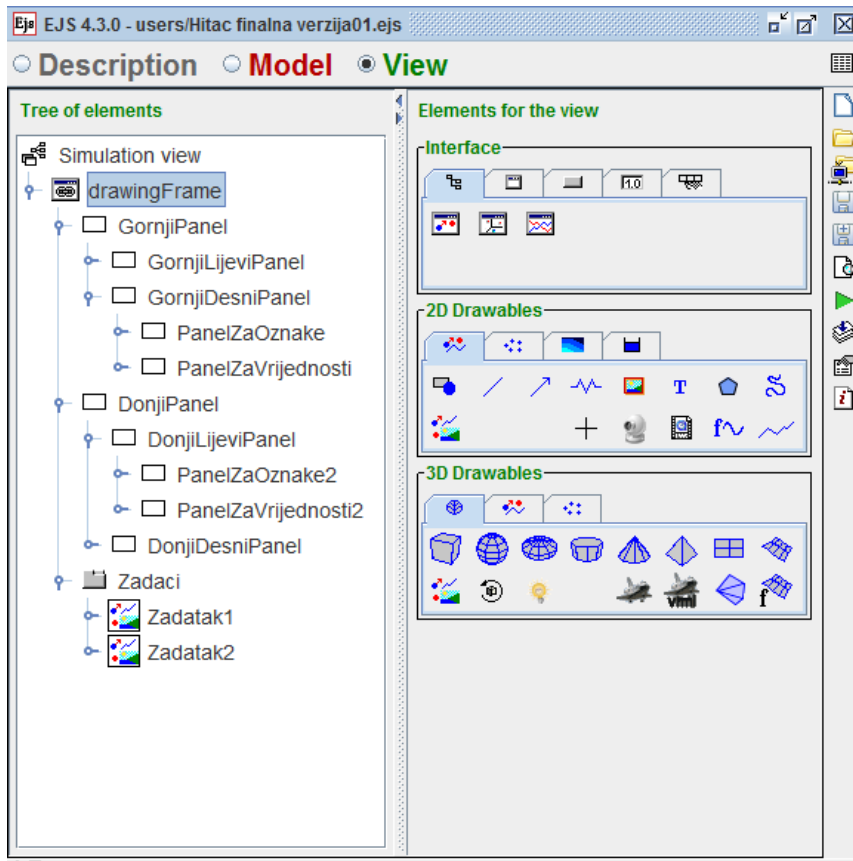 Ejs EJS 4.3.0 - users/Hitac finalna verzija01.ejs
Description Model View
Tree of elements
Simulation view
drawingFrame
GornjiPanel
GornjiLijeviPanel
GornjiDesniPanel
PanelZaOznake
PanelZaVrijednosti
DonjiPanel
DonjiLijeviPanel
PanelZaOznake2
PanelZaVrijednosti2
DonjiDesniPanel
Zadaci
Zadatak1
Zadatak2
Elements for the view
Interface
1.0
2D Drawables
T
f
3D Drawables
vrml
f
i